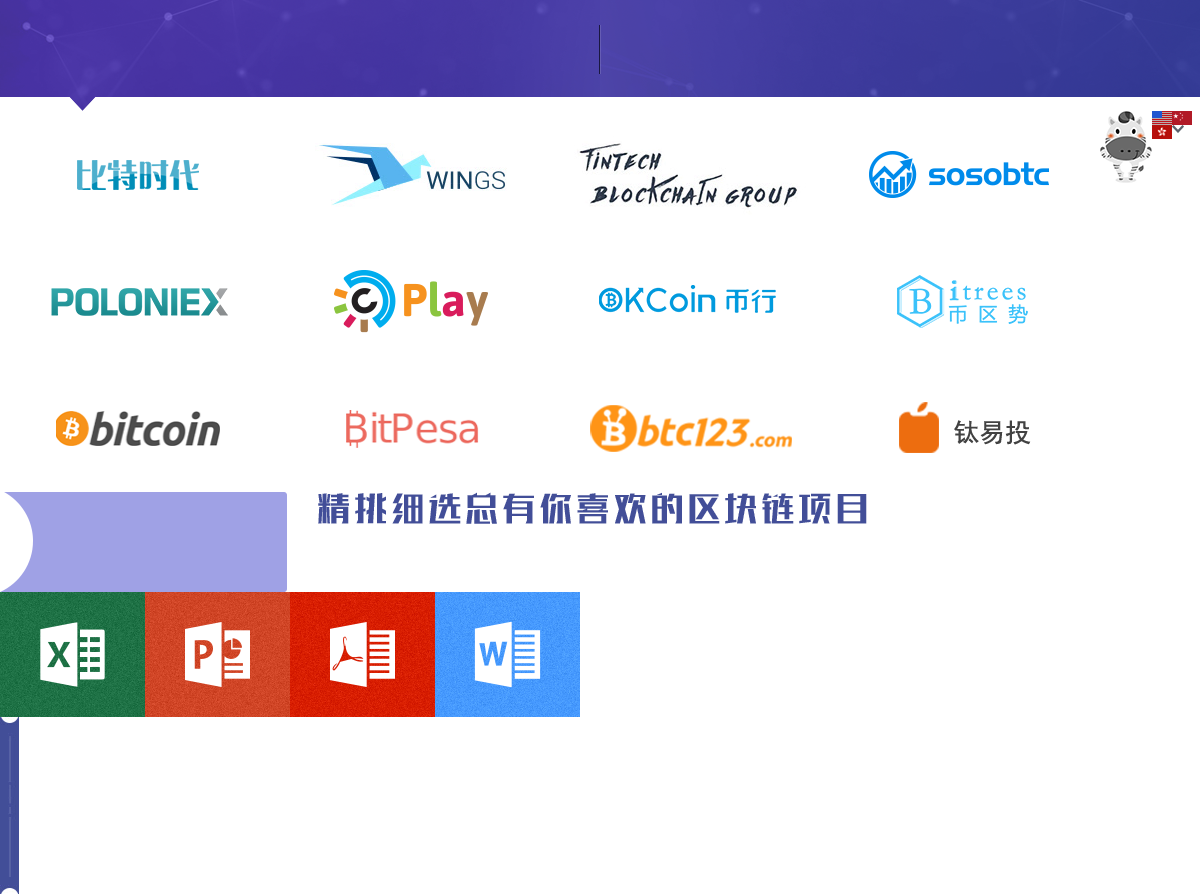 比特时代
WINGS
FINTECH
BLOCKCHAIN GROUP
sosobtc
POLONIEX
Play
OKCoin 币行
Bitrees
币区势
bitcoin
BitPesa
btc123.com
钛易投
精挑细选总有你喜欢的区块链项目
X
P
W